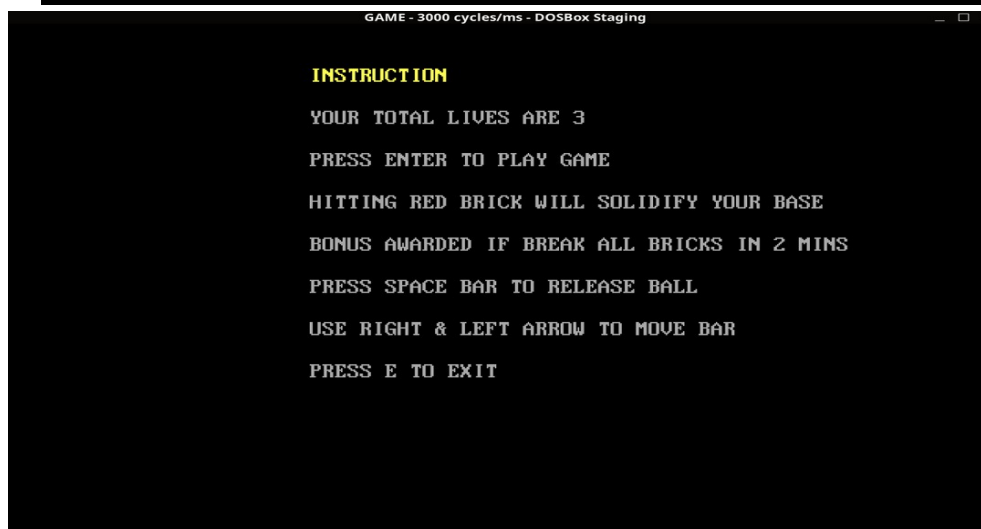 GAME - 3000 cycles/ms - DOSBox Staging
INSTRUCTION
YOUR TOTAL LIVES ARE 3
PRESS ENTER TO PLAY GAME
HITTING RED BRICK WILL SOLIDIFY YOUR BASE
BONUS AWARDED IF BREAK ALL BRICKS IN 2 MINS
PRESS SPACE BAR TO RELEASE BALL
USE RIGHT & LEFT ARROW TO MOVE BAR
PRESS E TO EXIT